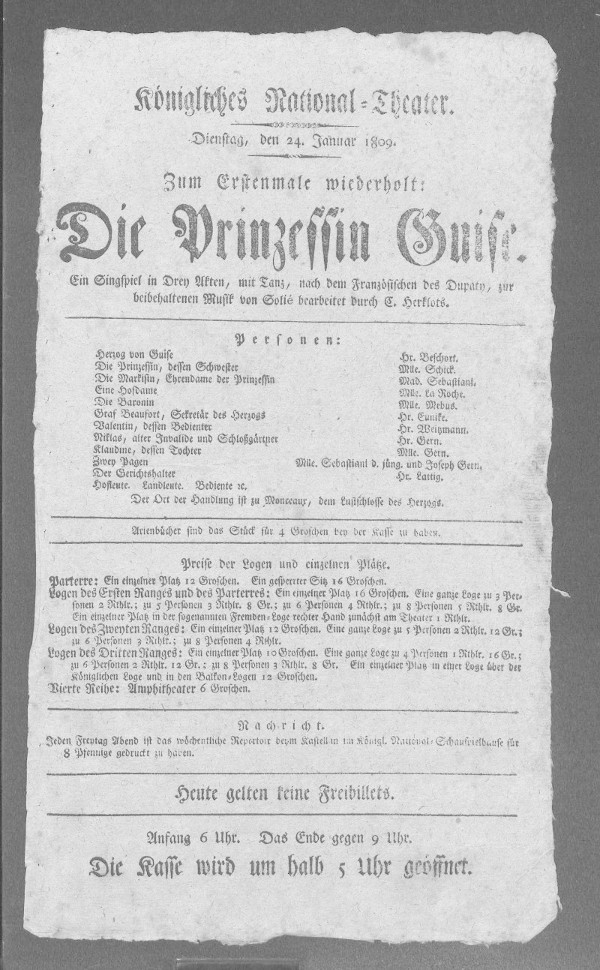 Königliches National-Theater.
Dienstag, den 24. Januar 1809.
Zum Erstenmale wiederholt:
Die Prinzessin Guise.
Ein Singspiel in Drey Akten, mit Tanz, nach dem Französischen des Dupaty, zur
beibehaltenen Musik von Solié bearbeitet durch C. Herklots.
Personen:
Herzog von Guise Hr. Beschort.
Die Prinzessin, dessen Schwester Mlle. Schick.
Die Markisin, Ehrendame der Prinzessin Mad. Sebastiani.
Eine Hofdame Mlle. La Roche.
Die Baronin Mlle. Mebus.
Graf Beaufort, Sekretär des Herzogs Hr. Eunike.
Valentin, dessen Bedienter Hr. Weitzmann.
Niklas, alter Invalide und Schloßgärtner Hr. Gern.
Klaudine, dessen Tochter Mlle. Gern.
Zwey Pagen Mlle. Sebastiani d. jüng. und Joseph Gern.
Der Gerichtshalter Hr. Lattig.
Hofleute. Landleute. Bediente ꝛc.
Der Ort der Handlung ist zu Monceaux, dem Lustschlosse des Herzogs.
Arienbücher sind das Stück für 4 Groschen bey der Kasse zu haben.
Preise der Logen und einzelnen Plätze.
Parterre: Ein einzelner Platz 12 Groschen. Ein gesperrter Sitz 16 Groschen.
Logen des Ersten Ranges und des Parterres: Ein einzelner Platz 16 Groschen. Eine ganze Loge zu 3 Per-
sonen 2 Rthlr.; zu 5 Personen 3 Rthlr. 8 Gr.; zu 6 Personen 4 Rthlr.; zu 8 Personen 5 Rthlr. 8 Gr.
Ein einzelner Platz in der sogenannten Fremden-Loge rechter Hand zunächst am Theater 1 Rthlr.
Logen des Zweyten Ranges: Ein einzelner Platz 12 Groschen. Eine ganze Loge zu 5 Personen 2 Rthlr. 12 Gr.;
zu 6 Personen 3 Rthlr.; zu 8 Personen 4 Rthlr.
Logen des Dritten Ranges: Ein einzelner Platz 10 Groschen. Eine ganze Loge zu 4 Personen 1 Rthlr. 16 Gr.;
zu 6 Personen 2 Rthlr. 12 Gr.; zu 8 Personen 3 Rthlr. 8 Gr. Ein einzelner Platz in einer Loge über der
Königlichen Loge und in den Balkon-Logen 12 Groschen.
Vierte Reihe: Amphitheater 6 Groschen.
Nachricht.
Jeden Freytag Abend ist das wöchentliche Repertoir beym Kastellan im Königl. National-Schauspielhause für
8 Pfennige gedruckt zu haben.
Heute gelten keine Freibillets.
Anfang 6 Uhr. Das Ende gegen 9 Uhr.
Die Kasse wird um halb 5 Uhr geöffnet.